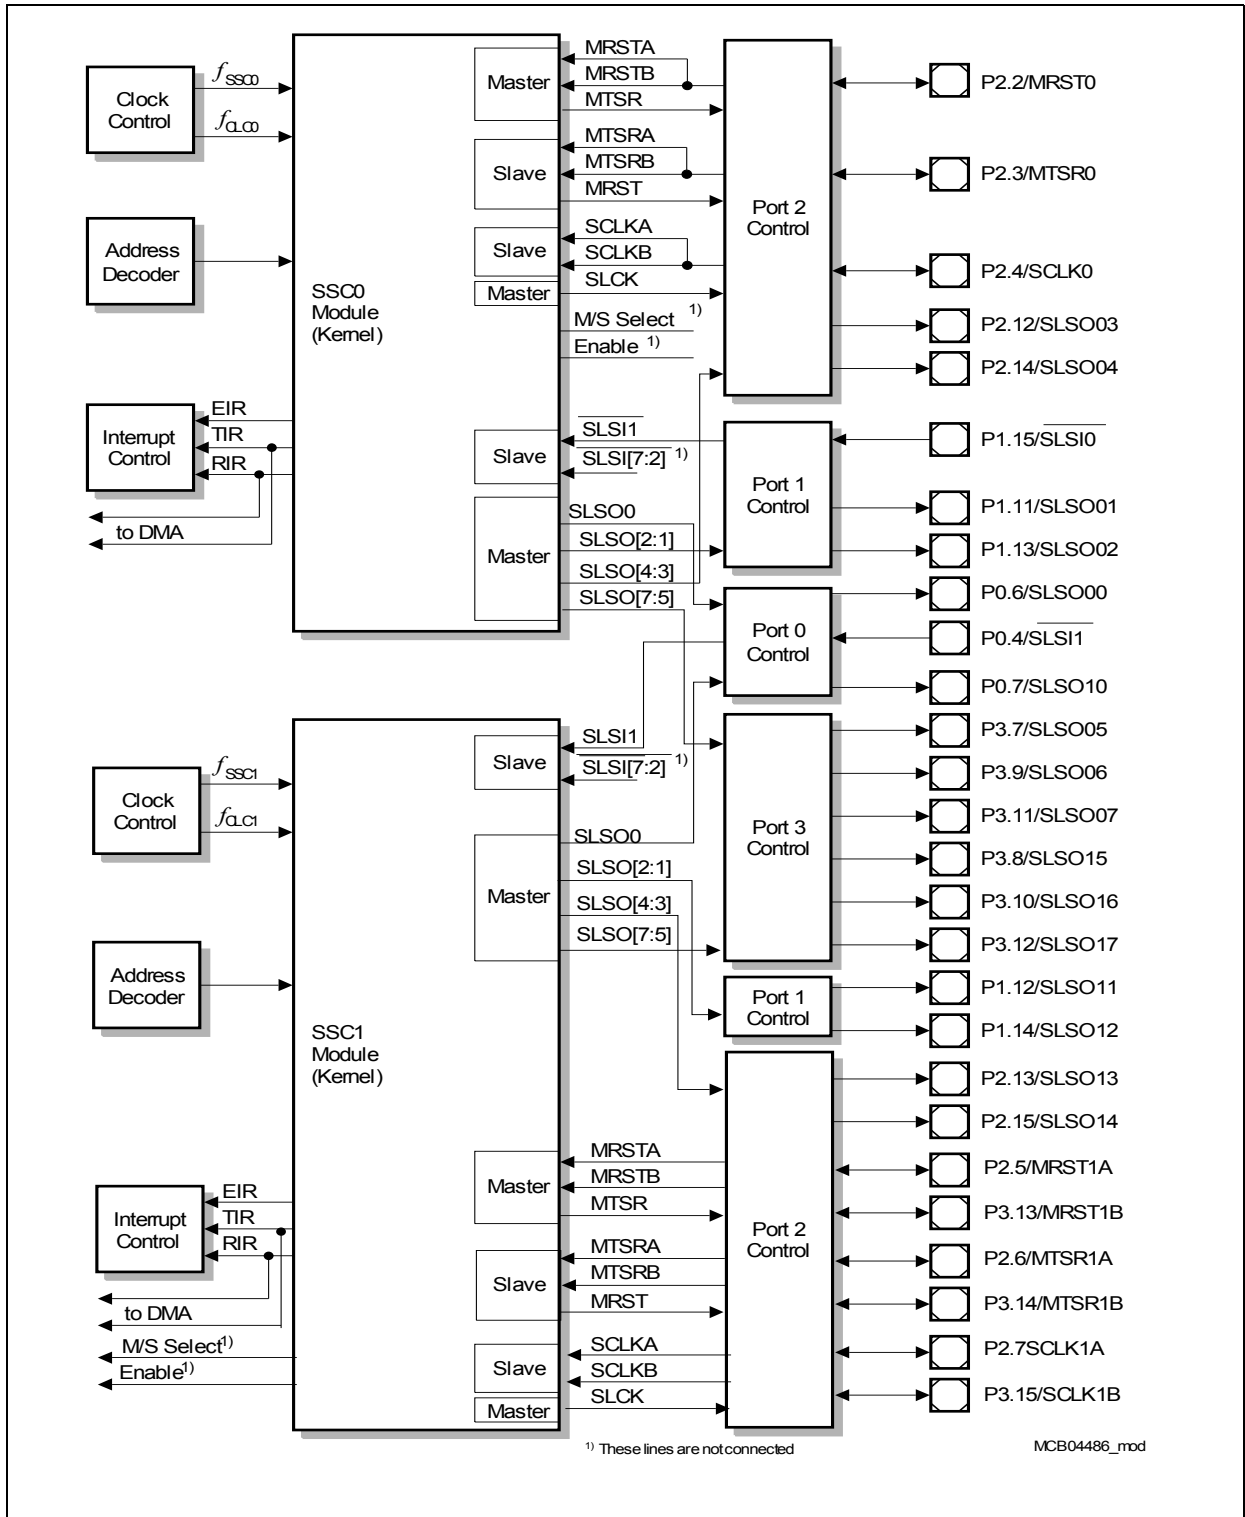 Clock
Control
fSSC0
fCLC0
Address
Decoder
Interrupt
Control
EIR
TIR
RIR
to DMA
SSC0
Module
(Kernel)
Master
MRSTA
MRSTB
MTSR
Slave
MTSRA
MTSRB
MRST
Slave
SCLKA
SCLKB
Master
SLCK
M/S Select 1)
Enable 1)
Slave
SLSI1
SLSI[7:2] 1)
Master
SLSO0
SLSO[2:1]
SLSO[4:3]
SLSO[7:5]
Port 2
Control
Port 1
Control
Port 0
Control
P2.2/MRST0
P2.3/MTSR0
P2.4/SCLK0
P2.12/SLSO03
P2.14/SLSO04
P1.15/SLSI0
P1.11/SLSO01
P1.13/SLSO02
P0.6/SLSO00
P0.4/SLSI1
P0.7/SLSO10
Clock
Control
fSSC1
fCLC1
Address
Decoder
Interrupt
Control
EIR
TIR
RIR
to DMA
M/S Select1)
Enable1)
SSC1
Module
(Kernel)
Slave
SLSI1
SLSI[7:2] 1)
Master
SLSO0
SLSO[2:1]
SLSO[4:3]
SLSO[7:5]
Master
MRSTA
MRSTB
MTSR
Slave
MTSRA
MTSRB
MRST
Slave
SCLKA
SCLKB
Master
SLCK
Port 3
Control
Port 1
Control
Port 2
Control
P3.7/SLSO05
P3.9/SLSO06
P3.11/SLSO07
P3.8/SLSO15
P3.10/SLSO16
P3.12/SLSO17
P1.12/SLSO11
P1.14/SLSO12
P2.13/SLSO13
P2.15/SLSO14
P2.5/MRST1A
P3.13/MRST1B
P2.6/MTSR1A
P3.14/MTSR1B
P2.7SCLK1A
P3.15/SCLK1B
1) These lines are not connected
MCB04486_mod